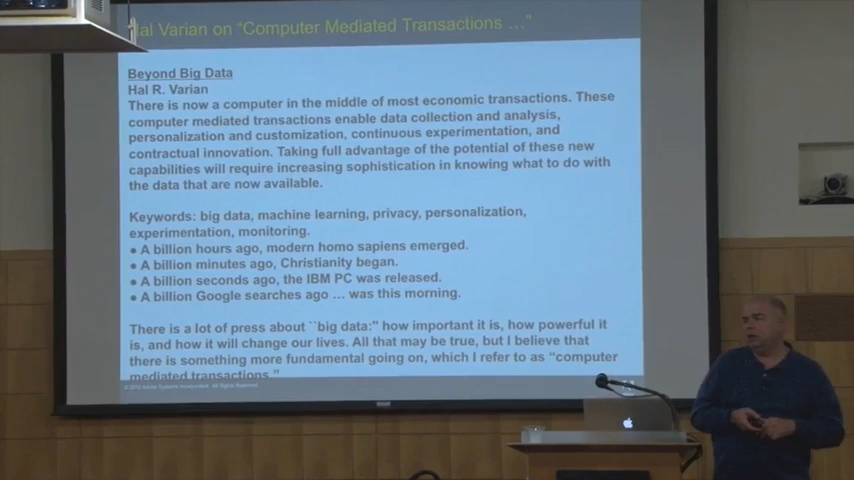 Hal Varian on “Computer Mediated Transactions …”
Beyond Big Data
Hal R. Varian
There is now a computer in the middle of most economic transactions. These
computer mediated transactions enable data collection and analysis,
personalization and customization, continuous experimentation, and
contractual innovation. Taking full advantage of the potential of these new
capabilities will require increasing sophistication in knowing what to do with
the data that are now available.
Keywords: big data, machine learning, privacy, personalization,
experimentation, monitoring.
• A billion hours ago, modern homo sapiens emerged.
• A billion minutes ago, Christianity began.
• A billion seconds ago, the IBM PC was released.
• A billion Google searches ago … was this morning.
There is a lot of press about ``big data:" how important it is, how powerful it
is, and how it will change our lives. All that may be true, but I believe that
there is something more fundamental going on, which I refer to as “computer
mediated transactions.”
Adobe Systems Incorporated. All Rights Reserved.